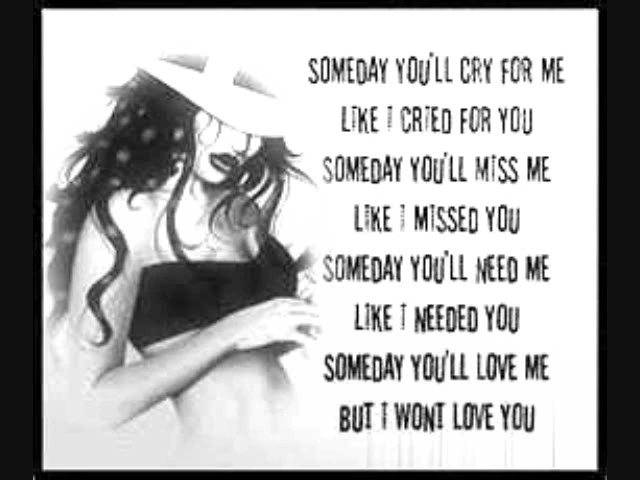 SOMEDAY YOU'LL CRY FOR ME
LIKE I CRIED FOR YOU
SOMEDAY YOU'LL MISS ME
LIKE I MISSED YOU
SOMEDAY YOU'LL NEED ME
LIKE I NEEDED YOU
SOMEDAY YOU'LL LOVE ME
BUT I WONT LOVE YOU